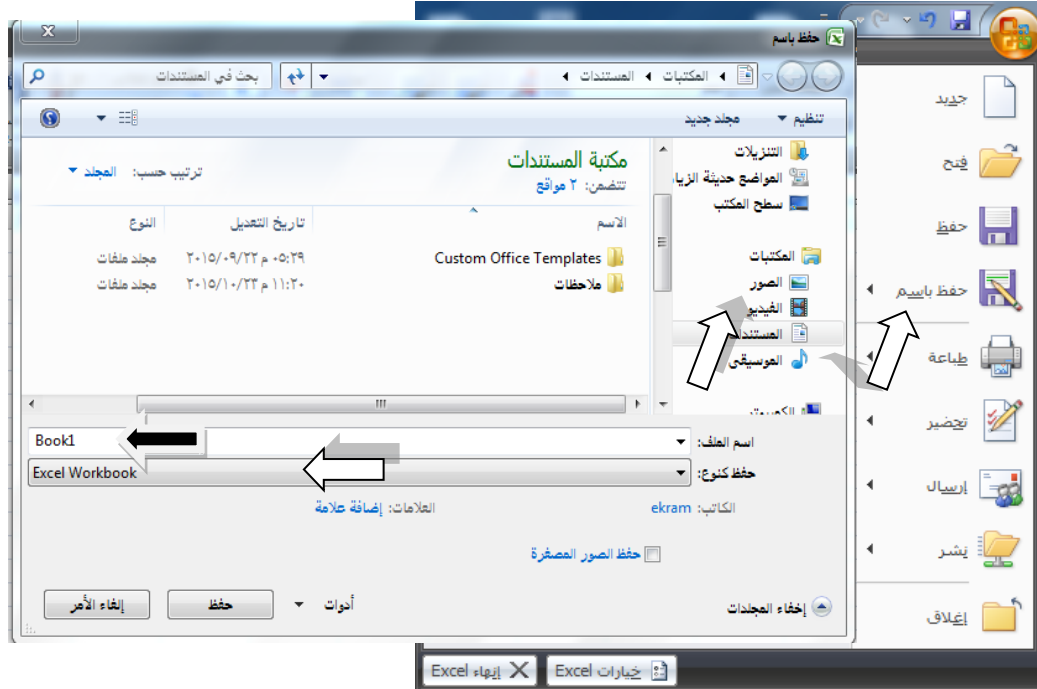 حفظ باسم
المكتبات ◂ المستندات ◂
بحث في المستندات
تنظيم ▾ مجلد جديد
التنزيلات
المواضع حديثة الزيا
سطح المكتب
المكتبات
الصور
الفيديو
الموسيقى
مكتبة المستندات
تتضمن: ٢ مواقع
ترتيب حسب: المجلد ▾
الاسم تاريخ التعديل النوع
Custom Office Templates ٢٠١٥/٠٩/٢٢ م ٠٥:٢٩ مجلد ملفات
ملاحظات ٢٠١٥/١٠/٢٣ م ١١:٢٠ مجلد ملفات
اسم الملف: Book1
حفظ كنوع: Excel Workbook
الكاتب: ekram العلامات: إضافة علامة
حفظ الصور المصغرة
إخفاء المجلدات أدوات ▾ حفظ إلغاء الأمر
جديد
فتح
حفظ
حفظ باسم
طباعة
تحضير
إرسال
نشر
إغلاق
خيارات Excel
إنهاء Excel